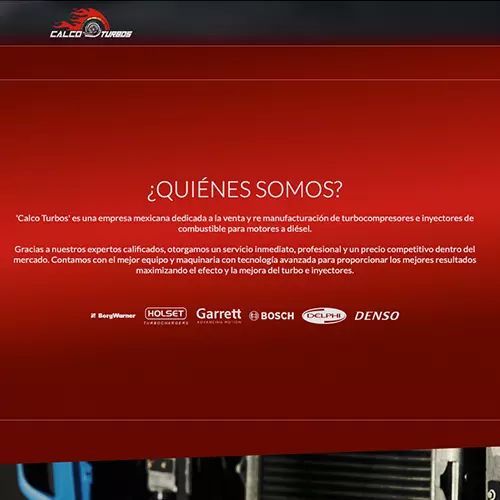 CALCO TURBOS
¿QUIÉNES SOMOS?
'Calco Turbos' es una empresa mexicana dedicada a la venta y re manufacturación de turbocompresores e inyectores de
combustible para motores a diésel.
Gracias a nuestros expertos calificados, otorgamos un servicio inmediato, profesional y un precio competitivo dentro del
mercado. Contamos con el mejor equipo y maquinaria con tecnología avanzada para proporcionar los mejores resultados
maximizando el efecto y la mejora del turbo e inyectores.
BorgWarner HOLSET Garrett BOSCH DELPHI DENSO
TURBOCHARGERS ADVANCING MOTION